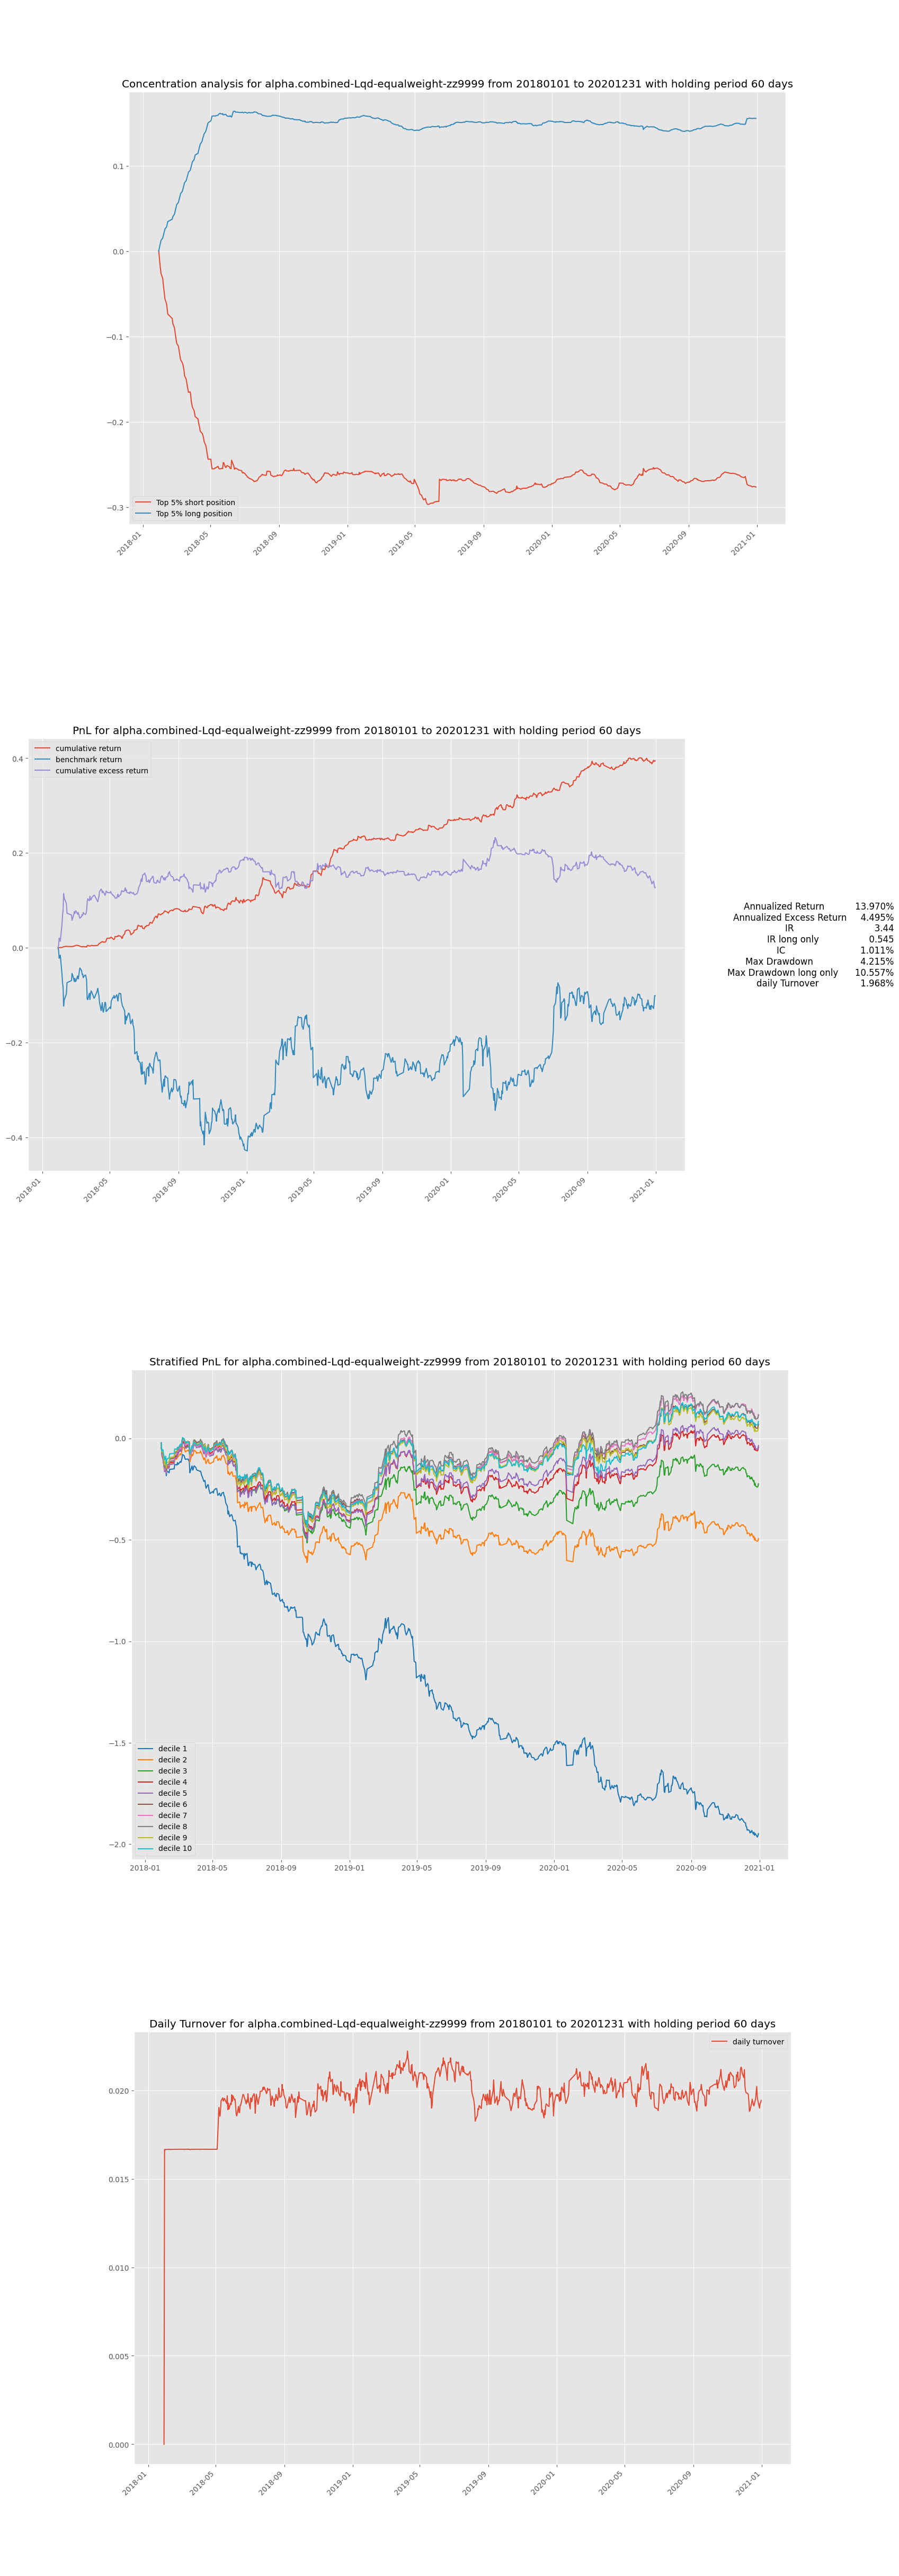 Concentration analysis for alpha.combined-Lqd-equalweight-zz9999 from 20180101 to 20201231 with holding period 60 days
0.1
0.0
−0.1
−0.2
−0.3
Top 5% short position
Top 5% long position
2018-01 2018-05 2018-09 2019-01 2019-05 2019-09 2020-01 2020-05 2020-09 2021-01
PnL for alpha.combined-Lqd-equalweight-zz9999 from 20180101 to 20201231 with holding period 60 days
cumulative return
benchmark return
cumulative excess return
0.4
0.2
0.0
−0.2
−0.4
2018-01 2018-05 2018-09 2019-01 2019-05 2019-09 2020-01 2020-05 2020-09 2021-01
Annualized Return 13.970%
Annualized Excess Return 4.495%
IR 3.44
IR long only 0.545
IC 1.011%
Max Drawdown 4.215%
Max Drawdown long only 10.557%
daily Turnover 1.968%
Stratified PnL for alpha.combined-Lqd-equalweight-zz9999 from 20180101 to 20201231 with holding period 60 days
0.0
−0.5
−1.0
−1.5
−2.0
decile 1
decile 2
decile 3
decile 4
decile 5
decile 6
decile 7
decile 8
decile 9
decile 10
2018-01 2018-05 2018-09 2019-01 2019-05 2019-09 2020-01 2020-05 2020-09 2021-01
Daily Turnover for alpha.combined-Lqd-equalweight-zz9999 from 20180101 to 20201231 with holding period 60 days
daily turnover
0.020
0.015
0.010
0.005
0.000
2018-01 2018-05 2018-09 2019-01 2019-05 2019-09 2020-01 2020-05 2020-09 2021-01